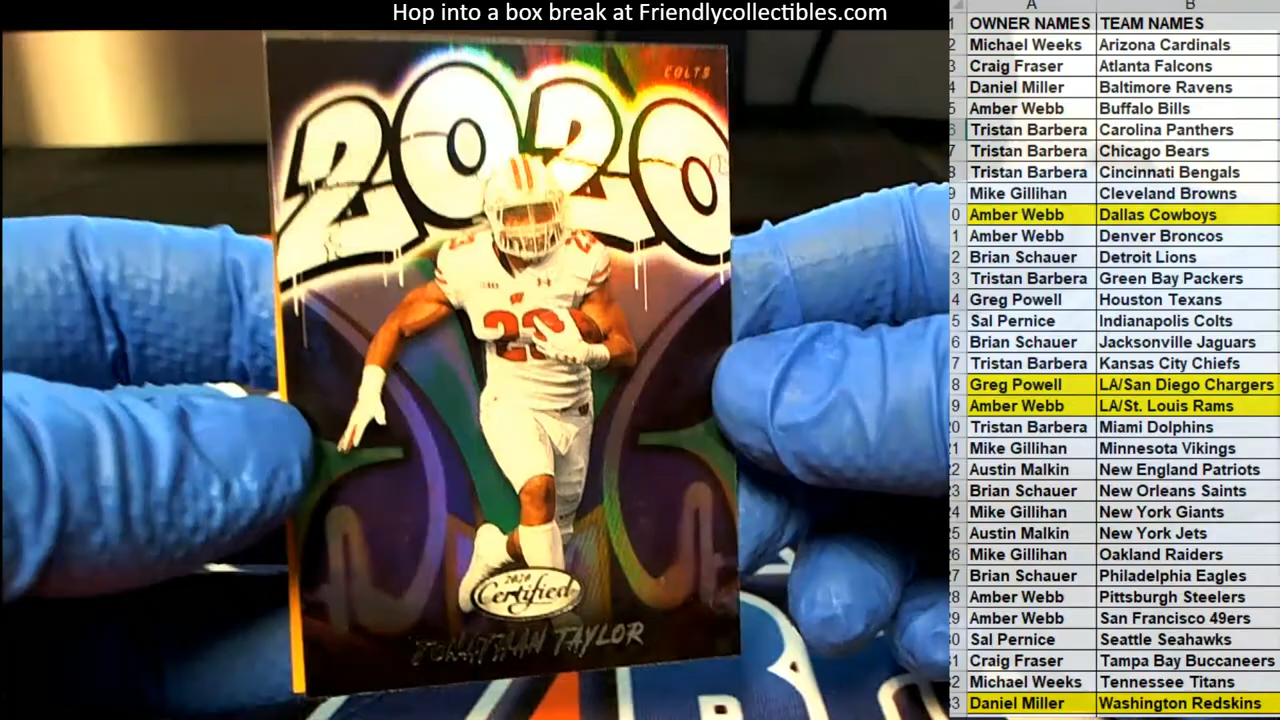 Hop into a box break at Friendlycollectibles.com
COLTS
2020
23
2020
Certified
JONATHAN TAYLOR
A B
1 OWNER NAMES TEAM NAMES
2 Michael Weeks Arizona Cardinals
3 Craig Fraser Atlanta Falcons
4 Daniel Miller Baltimore Ravens
5 Amber Webb Buffalo Bills
6 Tristan Barbera Carolina Panthers
7 Tristan Barbera Chicago Bears
8 Tristan Barbera Cincinnati Bengals
9 Mike Gillihan Cleveland Browns
0 Amber Webb Dallas Cowboys
1 Amber Webb Denver Broncos
2 Brian Schauer Detroit Lions
3 Tristan Barbera Green Bay Packers
4 Greg Powell Houston Texans
5 Sal Pernice Indianapolis Colts
6 Brian Schauer Jacksonville Jaguars
7 Tristan Barbera Kansas City Chiefs
8 Greg Powell LA/San Diego Chargers
9 Amber Webb LA/St. Louis Rams
20 Tristan Barbera Miami Dolphins
21 Mike Gillihan Minnesota Vikings
22 Austin Malkin New England Patriots
23 Brian Schauer New Orleans Saints
24 Mike Gillihan New York Giants
25 Austin Malkin New York Jets
26 Mike Gillihan Oakland Raiders
27 Brian Schauer Philadelphia Eagles
28 Amber Webb Pittsburgh Steelers
29 Amber Webb San Francisco 49ers
30 Sal Pernice Seattle Seahawks
31 Craig Fraser Tampa Bay Buccaneers
32 Michael Weeks Tennessee Titans
33 Daniel Miller Washington Redskins